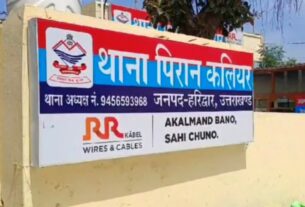 थाना पिरान कलियर
थाना अध्यक्ष नं. 9456593968 जनपद-हरिद्वार, उत्तराखण्ड
RR KABEL
WIRES & CABLES
AKALMAND BANO,
SAHI CHUNO.